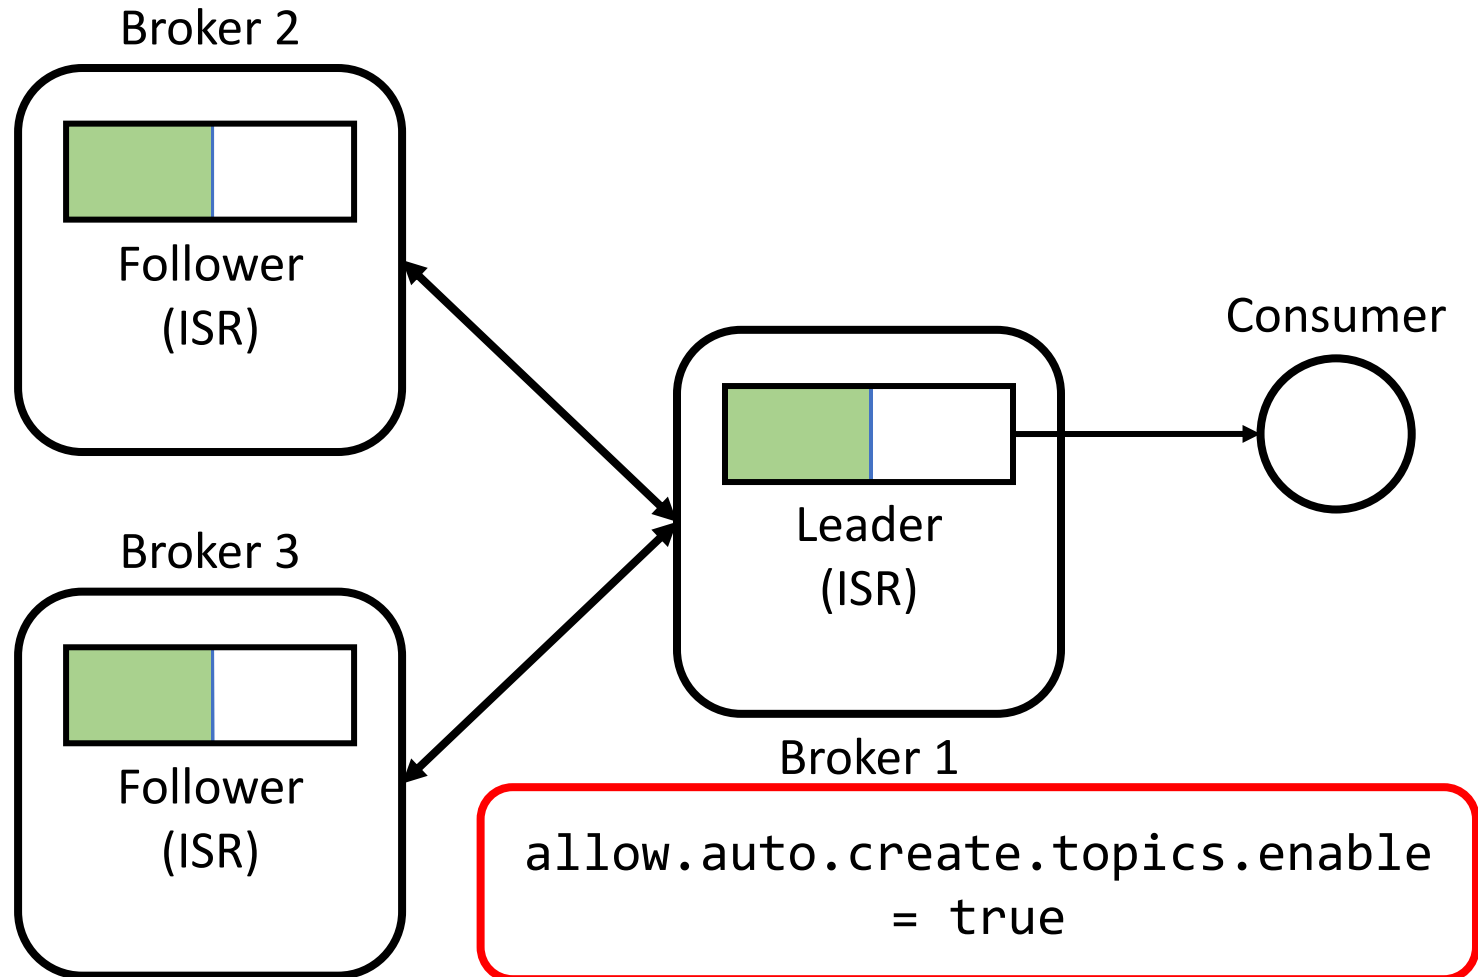 Broker 2
Follower
(ISR)
Consumer
Leader
(ISR)
Broker 3
Follower
(ISR)
Broker 1
allow.auto.create.topics.enable
= true